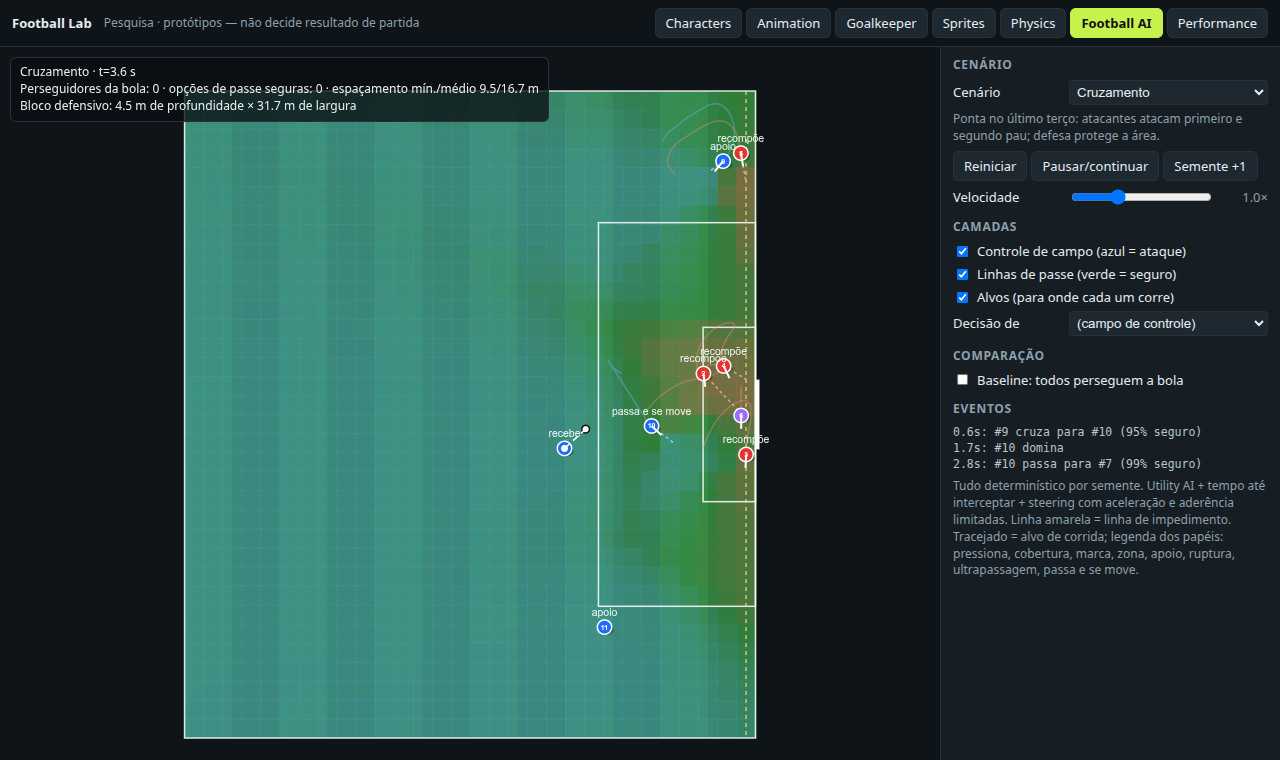 Football Lab
Pesquisa · protótipos — não decide resultado de partida
Characters
Animation
Goalkeeper
Sprites
Physics
Football AI
Performance
Cruzamento · t=3.6 s
Perseguidores da bola: 0 · opções de passe seguras: 0 · espaçamento mín./médio 9.5/16.7 m
Bloco defensivo: 4.5 m de profundidade × 31.7 m de largura
recompõe
apoio
recompõe
recompõe
passa e se move
10
recebe
recompõe
apoio
11
CENÁRIO
Cenário
Cruzamento
Ponta no último terço: atacantes atacam primeiro e
segundo pau; defesa protege a área.
Reiniciar
Pausar/continuar
Semente +1
Velocidade
1.0×
CAMADAS
Controle de campo (azul = ataque)
Linhas de passe (verde = seguro)
Alvos (para onde cada um corre)
Decisão de
(campo de controle)
COMPARAÇÃO
Baseline: todos perseguem a bola
EVENTOS
0.6s: #9 cruza para #10 (95% seguro)
1.7s: #10 domina
2.8s: #10 passa para #7 (99% seguro)
Tudo determinístico por semente. Utility AI + tempo até
interceptar + steering com aceleração e aderência
limitadas. Linha amarela = linha de impedimento.
Tracejado = alvo de corrida; legenda dos papéis:
pressiona, cobertura, marca, zona, apoio, ruptura,
ultrapassagem, passa e se move.